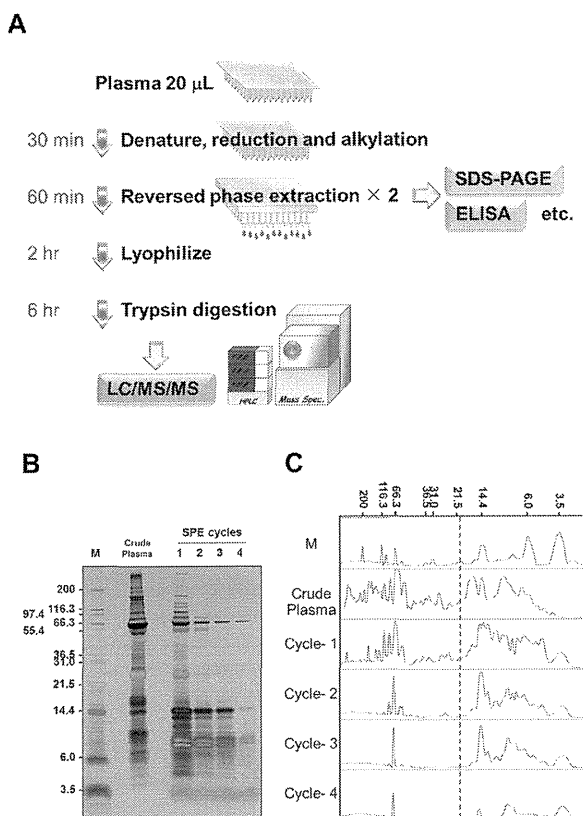 A
Plasma 20 μL
30 min Denature, reduction and alkylation
60 min Reversed phase extraction × 2
SDS-PAGE
ELISA etc.
2 hr Lyophilize
6 hr Trypsin digestion
LC/MS/MS
HPLC Mass Spec.
B
M Crude Plasma SPE cycles
1 2 3 4
200
116.3
97.4
66.3
55.4
36.5
31.0
21.5
14.4
6.0
3.5
C
200 116.3 66.3 36.5 31.0 21.5 14.4 6.0 3.5
M
Crude
Plasma
Cycle- 1
Cycle- 2
Cycle- 3
Cycle- 4